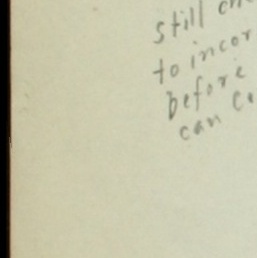 still
to incor
before
can